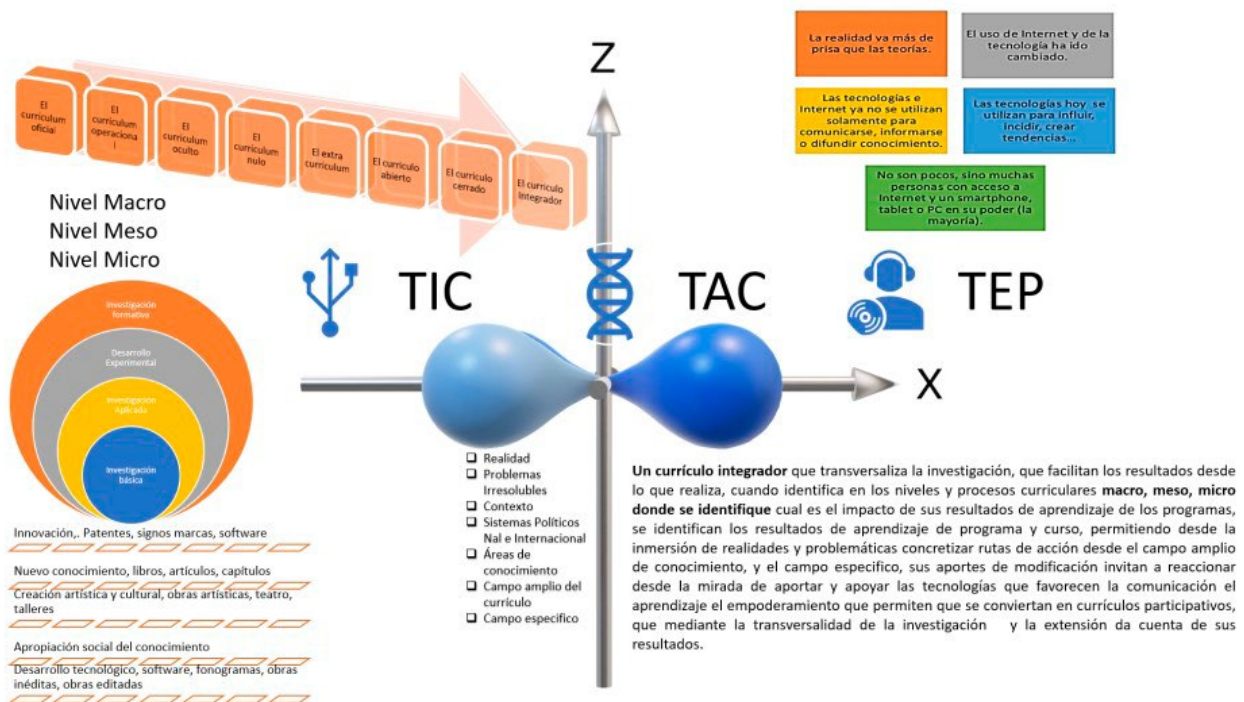 El
curriculum
oficial
El
curriculum
operaciona
l
El
curriculum
oculto
El
curriculum
nulo
El extra
curriculum
El curriculo
abierto
El curriculo
cerrado
El curriculo
Integrador
Nivel Macro
Nivel Meso
Nivel Micro
Investigación
formativo
Desarrollo
Experimental
Investigación
Aplicada
Investigación
básica
Innovación,. Patentes, signos marcas, software
Nuevo conocimiento, libros, artículos, capítulos
Creación artística y cultural, obras artísticas, teatro,
talleres
Apropiación social del conocimiento
Desarrollo tecnológico, software, fonogramas, obras
inéditas, obras editadas
Z
TIC
TAC
TEP
X
La realidad va más de
prisa que las teorías.
El uso de Internet y de la
tecnología ha ido
cambiado.
Las tecnologías e
Internet ya no se utilizan
solamente para
comunicarse, informarse
o difundir conocimiento.
Las tecnologías hoy se
utilizan para influir,
incidir, crear
tendencias...
No son pocos, sino muchas
personas con acceso a
Internet y un smartphone,
tablet o PC en su poder (la
mayoría).
Realidad
Problemas
Irresolubles
Contexto
Sistemas Políticos
Nal e Internacional
Áreas de
conocimiento
Campo amplio del
currículo
Campo especifico
Un currículo integrador que transversaliza la investigación, que facilitan los resultados desde
lo que realiza, cuando identifica en los niveles y procesos curriculares macro, meso, micro
donde se identifique cual es el impacto de sus resultados de aprendizaje de los programas,
se identifican los resultados de aprendizaje de programa y curso, permitiendo desde la
inmersión de realidades y problemáticas concretizar rutas de acción desde el campo amplio
de conocimiento, y el campo especifico, sus aportes de modificación invitan a reaccionar
desde la mirada de aportar y apoyar las tecnologías que favorecen la comunicación el
aprendizaje el empoderamiento que permiten que se conviertan en currículos participativos,
que mediante la transversalidad de la investigación y la extensión da cuenta de sus
resultados.